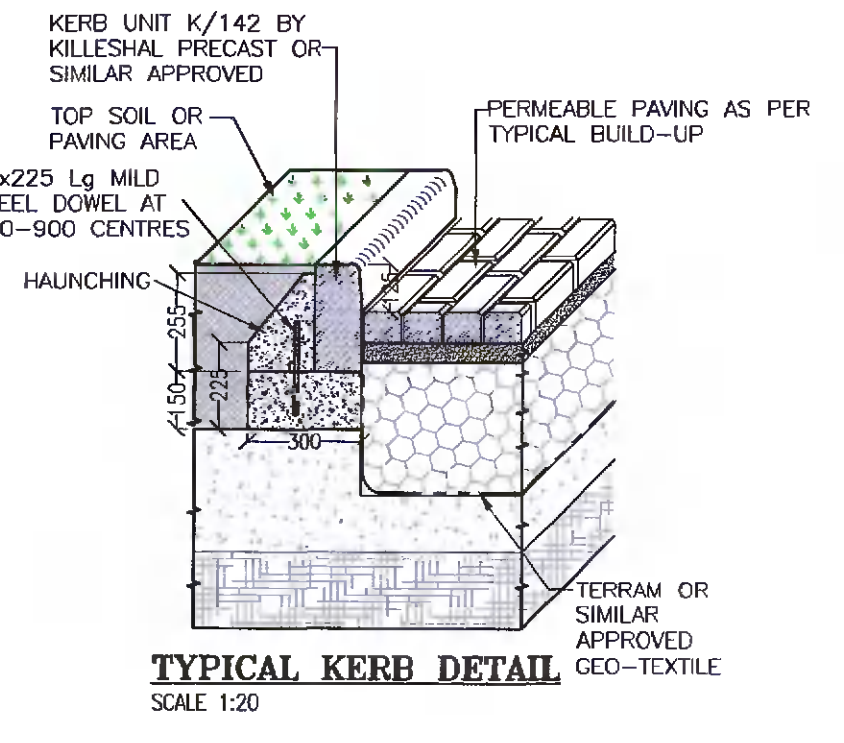 KERB UNIT K/142 BY
KILLESHAL PRECAST OR
SIMILAR APPROVED
TOP SOIL OR
PAVING AREA
x225 Lg MILD
EEL DOWEL AT
0-900 CENTRES
HAUNCHING
PERMEABLE PAVING AS PER
TYPICAL BUILD-UP
125
255
225
150
300
TERRAM OR
SIMILAR
APPROVED
GEO-TEXTILE
TYPICAL KERB DETAIL
SCALE 1:20